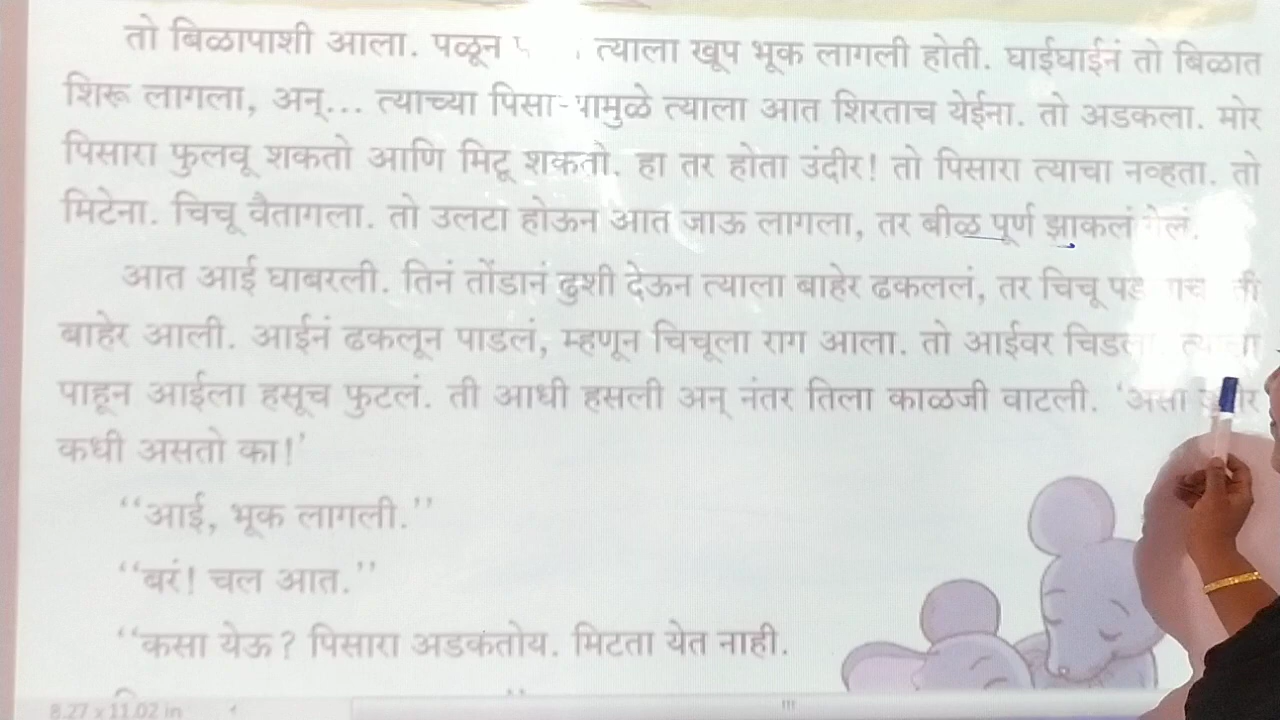 तो बिळापाशी आला. पळून त्याला खूप भूक लागली होती. घाईघाईनं तो बिळात
शिरू लागला, अन्... त्याच्या पिसा-यामुळे त्याला आत शिरताच येईना. तो अडकला. मोर
पिसारा फुलवू शकतो आणि मिटू शकतो. हा तर होता उंदीर! तो पिसारा त्याचा नव्हता. तो
मिटेना. चिचू वैतागला. तो उलटा होऊन आत जाऊ लागला, तर बीळ पूर्ण झाकलं गेलं.
आत आई घाबरली. तिनं तोंडानं ढुशी देऊन त्याला बाहेर ढकललं, तर चिचू
बाहेर आली. आईनं ढकलून पाडलं, म्हणून चिचूला राग आला. तो आईवर त्याला
पाहून आईला हसूच फुटलं. ती आधी हसली अन् नंतर तिला काळजी वाटली. ‘असा
कधी असतो का!’
“आई, भूक लागली.”
“बरं! चल आत.”
“कसा येऊ? पिसारा अडकतोय. मिटता येत नाही.
8.27 x 11.02 in